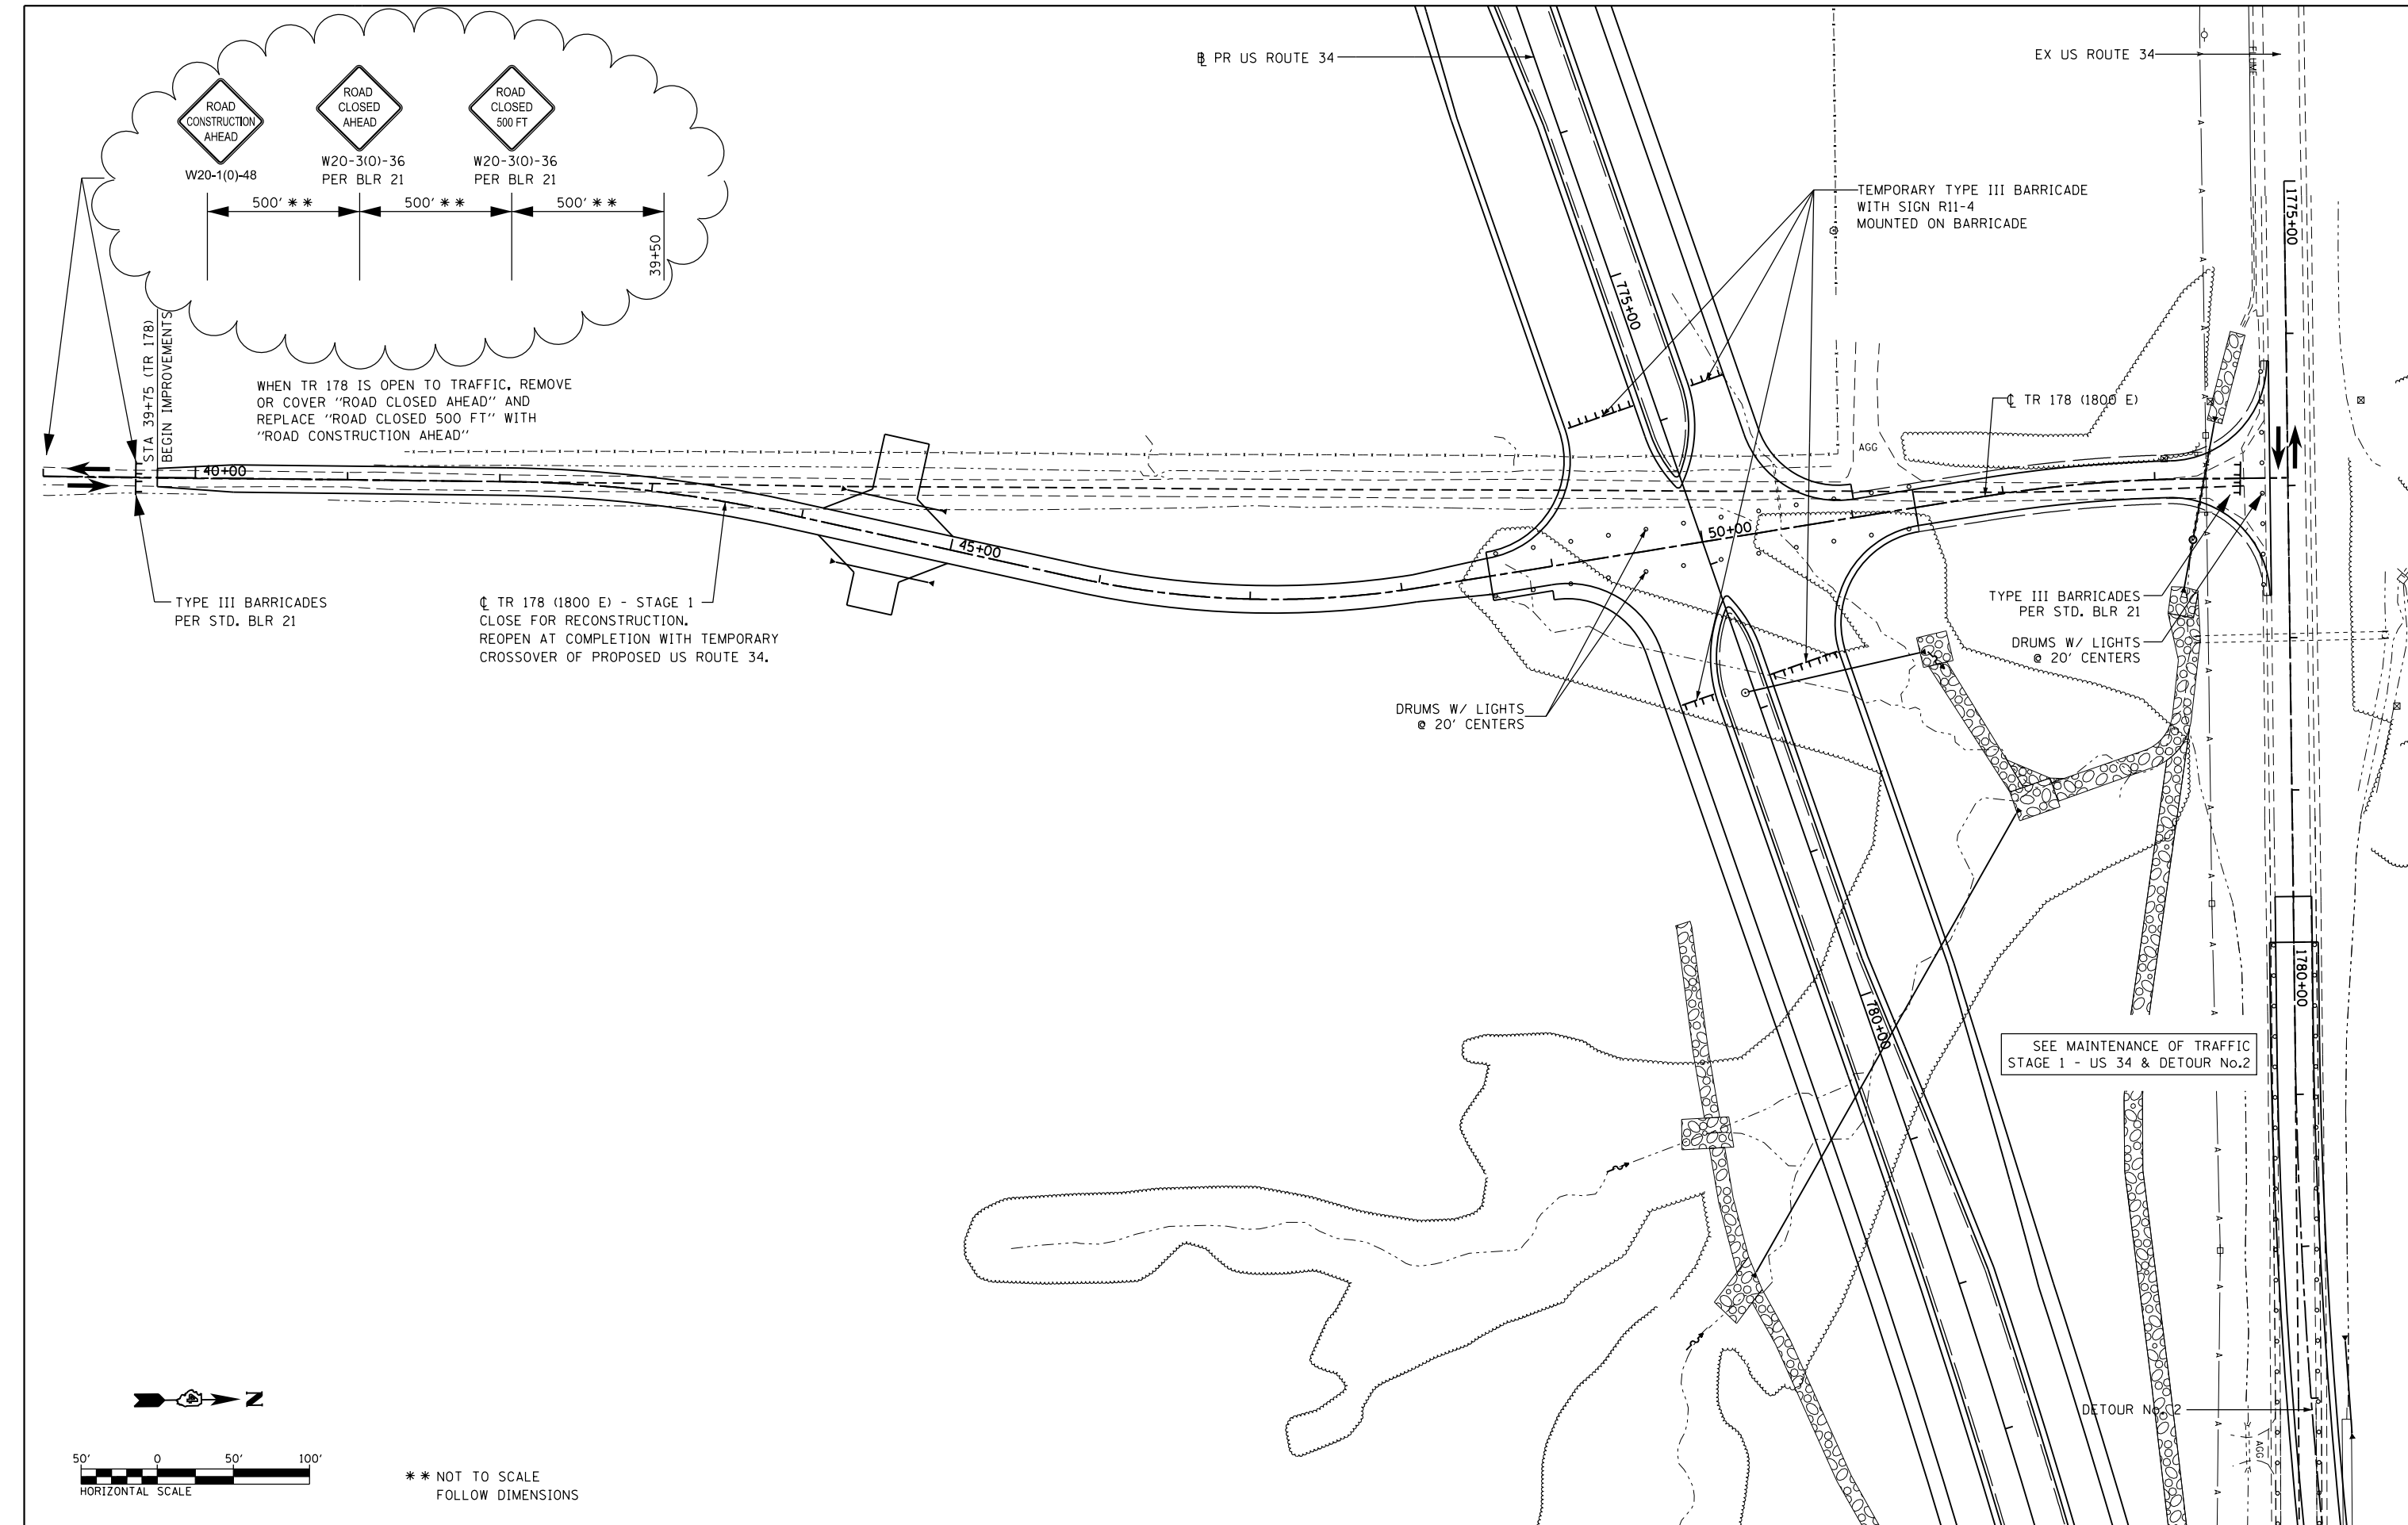 ROAD
CONSTRUCTION
AHEAD
W20-1(O)-48
ROAD
CLOSED
AHEAD
W20-3(O)-36
PER BLR 21
ROAD
CLOSED
500 FT
W20-3(O)-36
PER BLR 21
500' **
500' **
500' **
39+50
STA 39+75 (TR 178)
BEGIN IMPROVEMENTS
WHEN TR 178 IS OPEN TO TRAFFIC, REMOVE
OR COVER "ROAD CLOSED AHEAD" AND
REPLACE "ROAD CLOSED 500 FT" WITH
"ROAD CONSTRUCTION AHEAD"
PR US ROUTE 34
EX US ROUTE 34
FLUME
1775+00
TEMPORARY TYPE III BARRICADE
WITH SIGN R11-4
MOUNTED ON BARRICADE
775+00
℄ TR 178 (1800 E)
AGG
40+00
45+00
50+00
TYPE III BARRICADES
PER STD. BLR 21
℄ TR 178 (1800 E) - STAGE 1
CLOSE FOR RECONSTRUCTION.
REOPEN AT COMPLETION WITH TEMPORARY
CROSSOVER OF PROPOSED US ROUTE 34.
TYPE III BARRICADES
PER STD. BLR 21
DRUMS W/ LIGHTS
@ 20' CENTERS
DRUMS W/ LIGHTS
@ 20' CENTERS
780+00
1780+00
SEE MAINTENANCE OF TRAFFIC
STAGE 1 - US 34 & DETOUR No.2
DETOUR No. 2
AGG
N
50' 0 50' 100'
HORIZONTAL SCALE
** NOT TO SCALE
FOLLOW DIMENSIONS